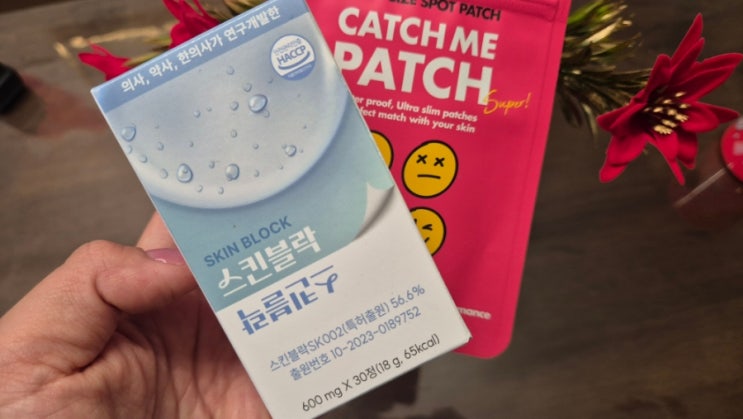 의사, 약사, 한의사가 연구개발한
HACCP
SKIN BLOCK
스킨블락
스킨블락SK002(특허출원) 56.6%
출원번호 10-2023-0189752
600 mg X 30정(18 g, 65kcal)
SIZE SPOT PATCH
CATCH ME
PATCH
Super!
proof, Ultra slim patches
match with your skin